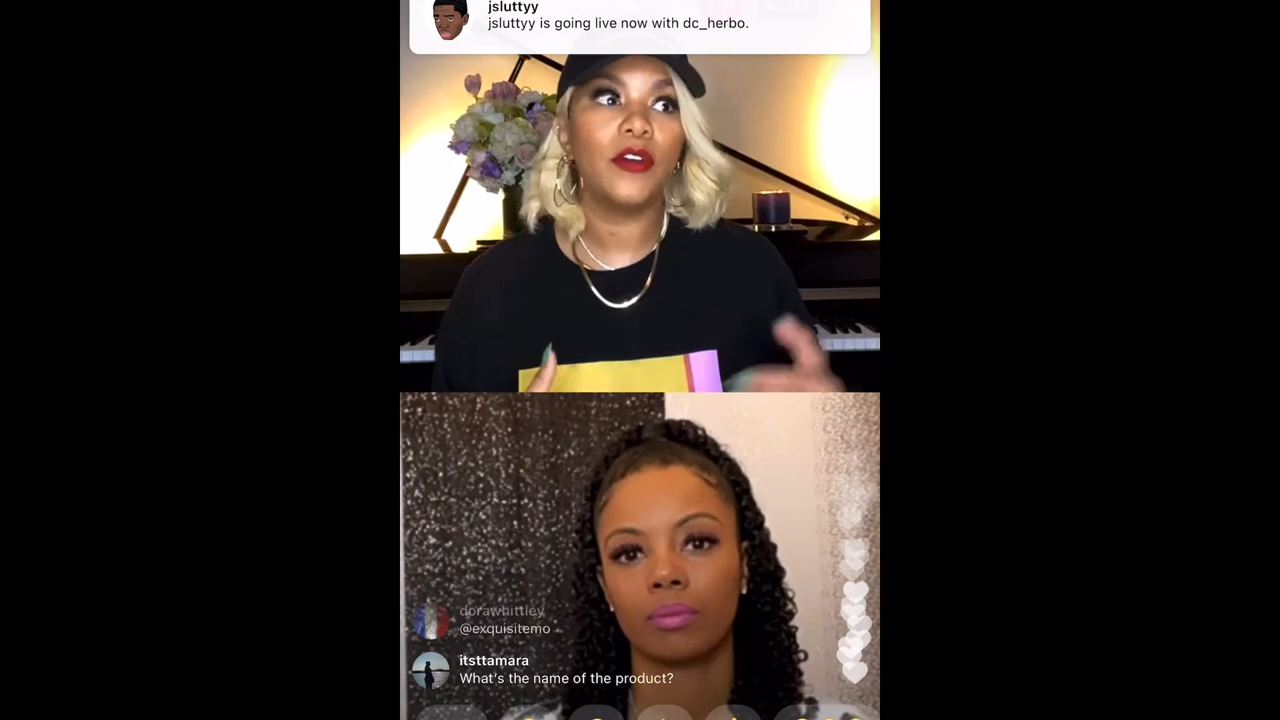 jsluttyy
jsluttyy is going live now with dc_herbo.
dorawhittley
@exquisitemo
itsttamara
What's the name of the product?